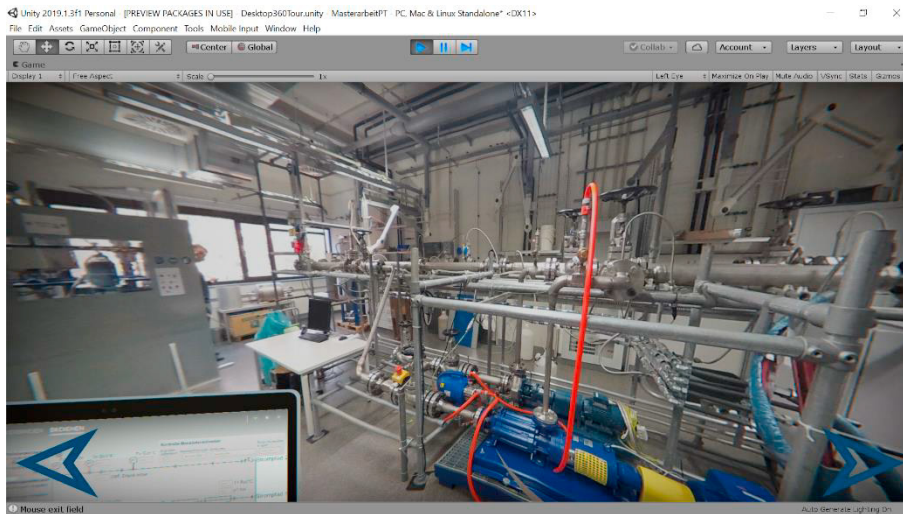 Unity 2019.1.3f1 Personal - [PREVIEW PACKAGES IN USE] - Desktop360Tour.unity - MasterarbeitPT - PC, Mac & Linux Standalone* <DX11>
File Edit Assets GameObject Component Tools Mobile Input Window Help
Center Global Collab Account Layers Layout
Game
Display 1 Free Aspect Scale 1x Left Eye Maximize On Play Mute Audio VSync Stats Gizmos
Mouse exit field Auto Generate Lighting On